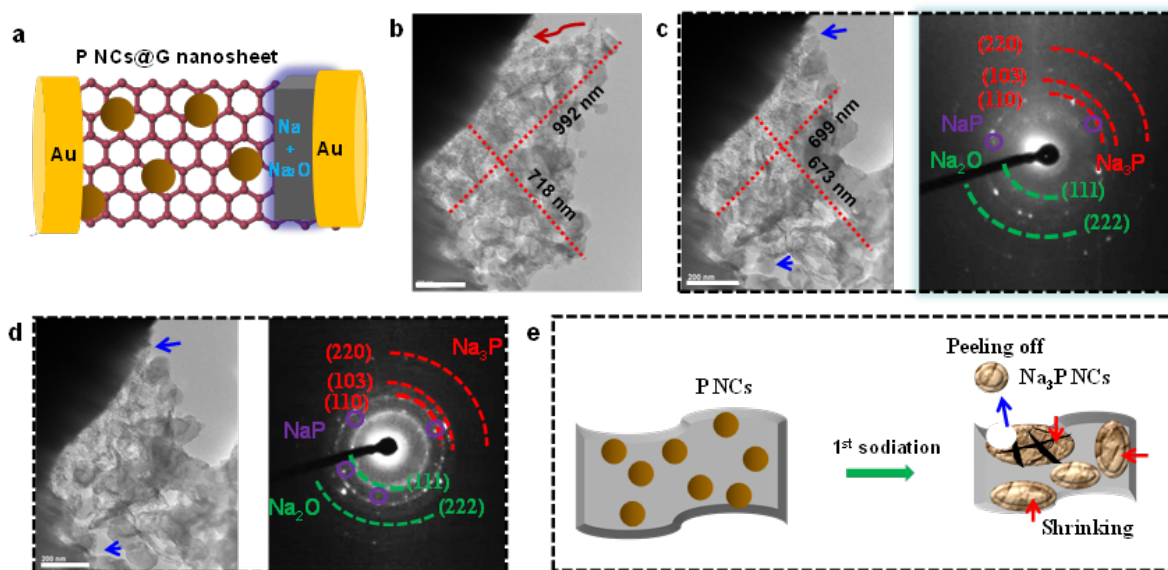 a
P NCs@G nanosheet
Au
Na
+
Na₂O
Au
b
992 nm
718 nm
c
699 nm
673 nm
200 nm
(220)
(103)
(110)
NaP
Na₂O
Na₃P
(111)
(222)
d
200 nm
(220)
Na₃P
(103)
(110)
NaP
(111)
Na₂O
(222)
e
P NCs
1st sodiation
Peeling off
Na₃P NCs
Shrinking